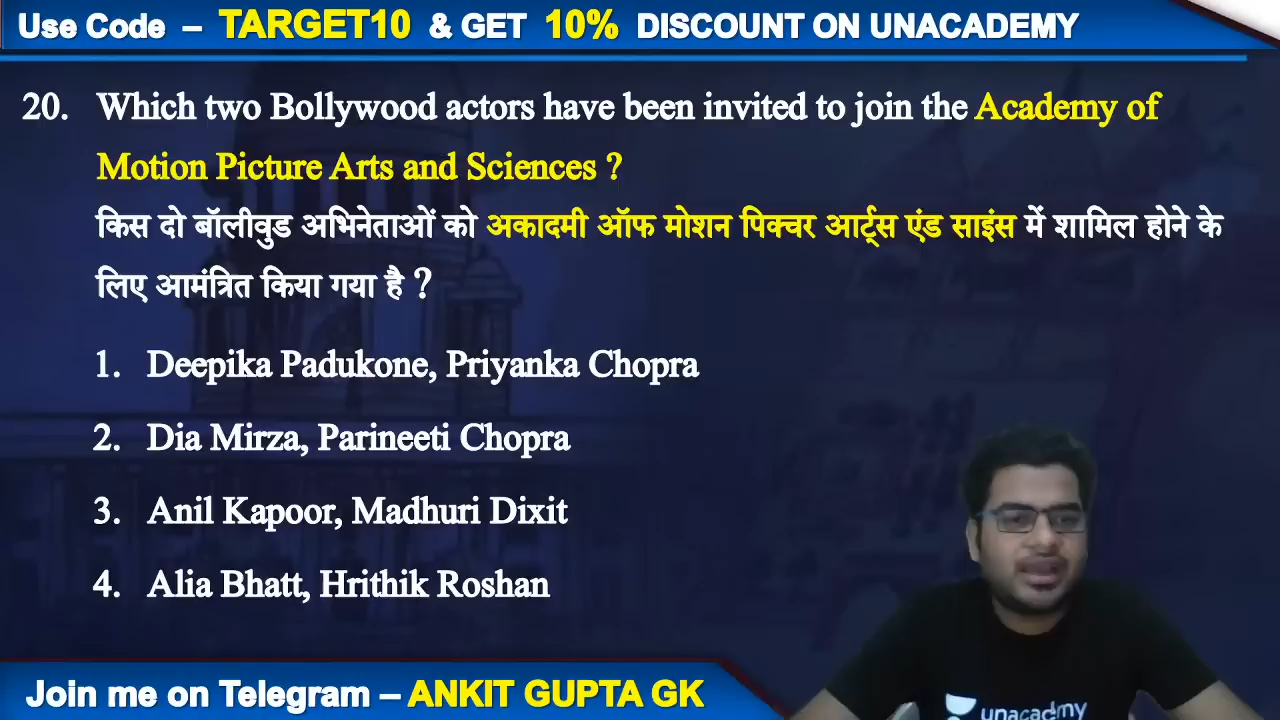 Use Code – TARGET10 & GET 10% DISCOUNT ON UNACADEMY
20. Which two Bollywood actors have been invited to join the Academy of
Motion Picture Arts and Sciences ?
किस दो बॉलीवुड अभिनेताओं को अकादमी ऑफ मोशन पिक्चर आर्ट्स एंड साइंस में शामिल होने के
लिए आमंत्रित किया गया है ?
1. Deepika Padukone, Priyanka Chopra
2. Dia Mirza, Parineeti Chopra
3. Anil Kapoor, Madhuri Dixit
4. Alia Bhatt, Hrithik Roshan
unacademy
Join me on Telegram – ANKIT GUPTA GK